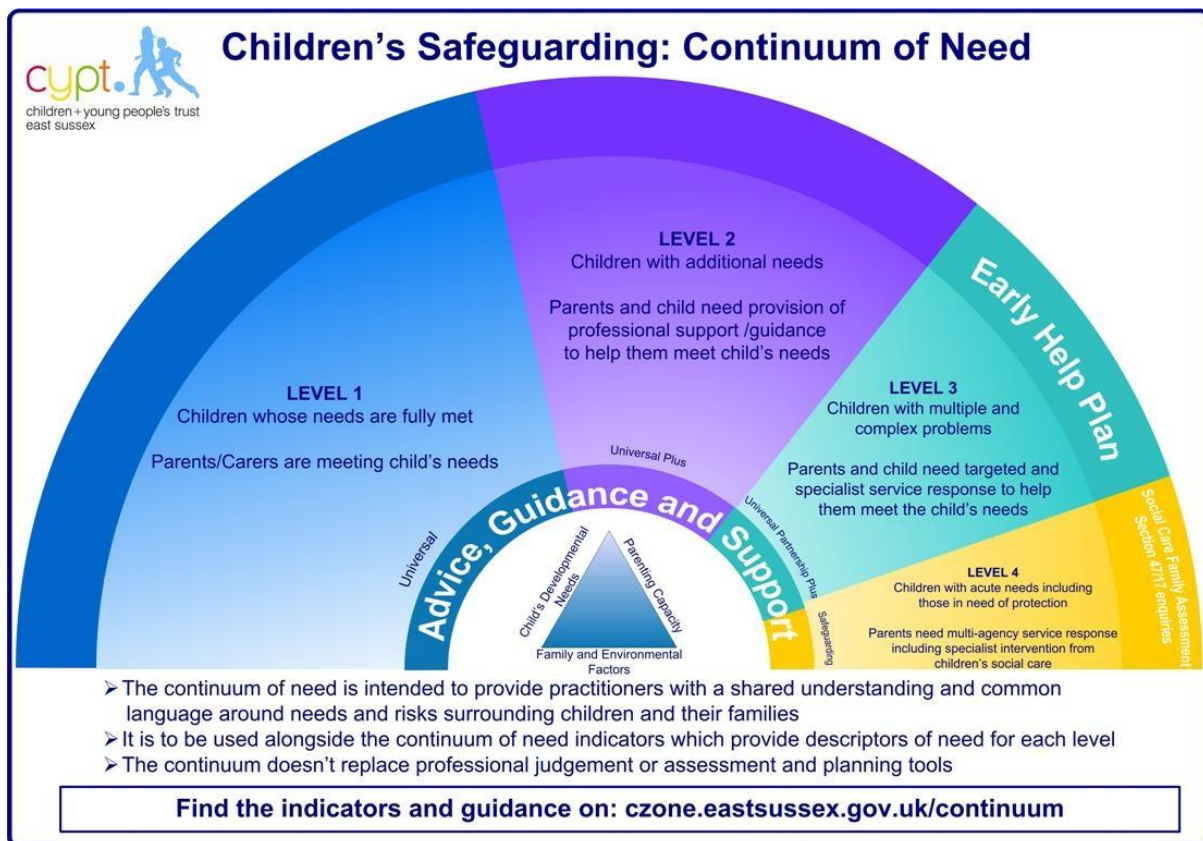 cypt.
children + young people's trust
east sussex
Children's Safeguarding: Continuum of Need
LEVEL 1
Children whose needs are fully met
Parents/Carers are meeting child's needs
LEVEL 2
Children with additional needs
Parents and child need provision of
professional support /guidance
to help them meet child's needs
LEVEL 3
Children with multiple and
complex problems
Parents and child need targeted and
specialist service response to help
them meet the child's needs
LEVEL 4
Children with acute needs including
those in need of protection
Parents need multi-agency service response
including specialist intervention from
children's social care
Early Help Plan
Social Care Family Assessment
Section 47/17 enquiries
Universal
Universal Plus
Universal Partnership Plus
Safeguarding
Advice, Guidance and Support
Child's Developmental
Needs
Parenting Capacity
Family and Environmental
Factors
➤ The continuum of need is intended to provide practitioners with a shared understanding and common
language around needs and risks surrounding children and their families
➤ It is to be used alongside the continuum of need indicators which provide descriptors of need for each level
➤ The continuum doesn't replace professional judgement or assessment and planning tools
Find the indicators and guidance on: czone.eastsussex.gov.uk/continuum